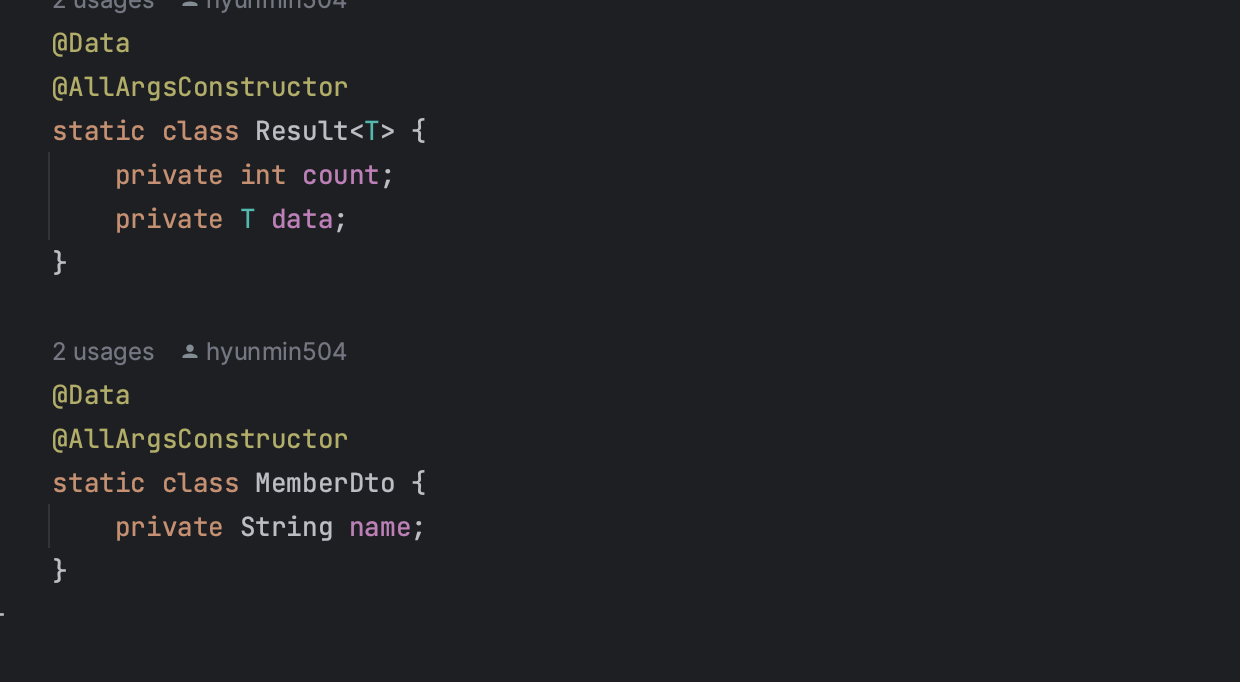 2 usages hyunmin504
@Data
@AllArgsConstructor
static class Result<T> {
    private int count;
    private T data;
}
2 usages hyunmin504
@Data
@AllArgsConstructor
static class MemberDto {
    private String name;
}